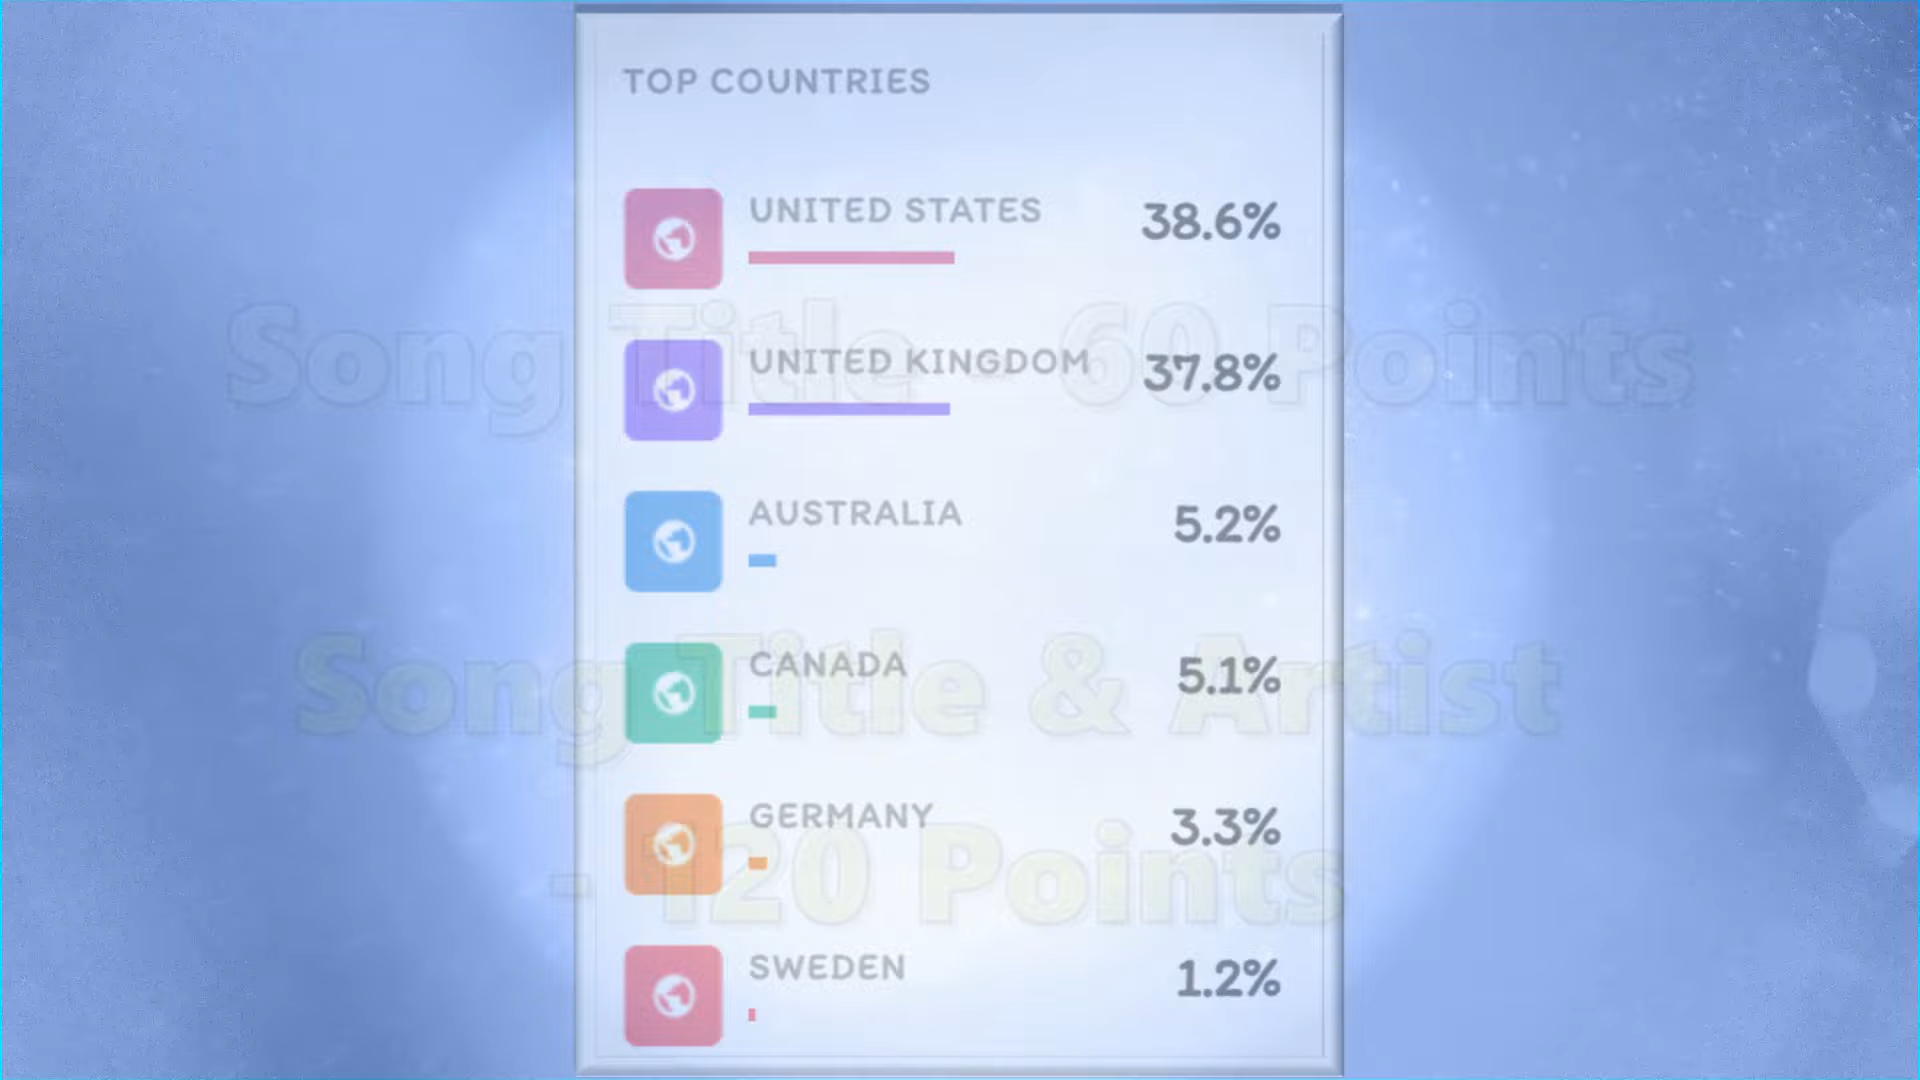 TOP COUNTRIES
UNITED STATES 38.6%
Song Title - 60 Points
UNITED KINGDOM 37.8%
AUSTRALIA 5.2%
CANADA 5.1%
Song Title & Artist
GERMANY 3.3%
- 120 Points
SWEDEN 1.2%